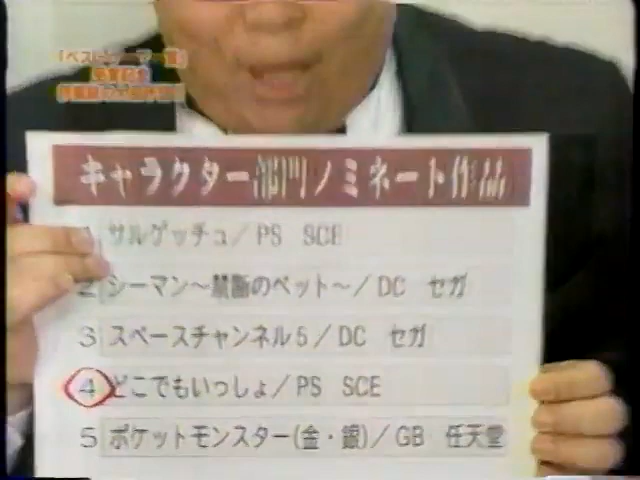 キャラクター部門ノミネート作品
サルゲッチュ/PS SCE
2 シーマン〜禁断のペット〜/DC セガ
3 スペースチャンネル5/DC セガ
4 どこでもいっしょ/PS SCE
5 ポケットモンスター(金・銀)/GB 任天堂